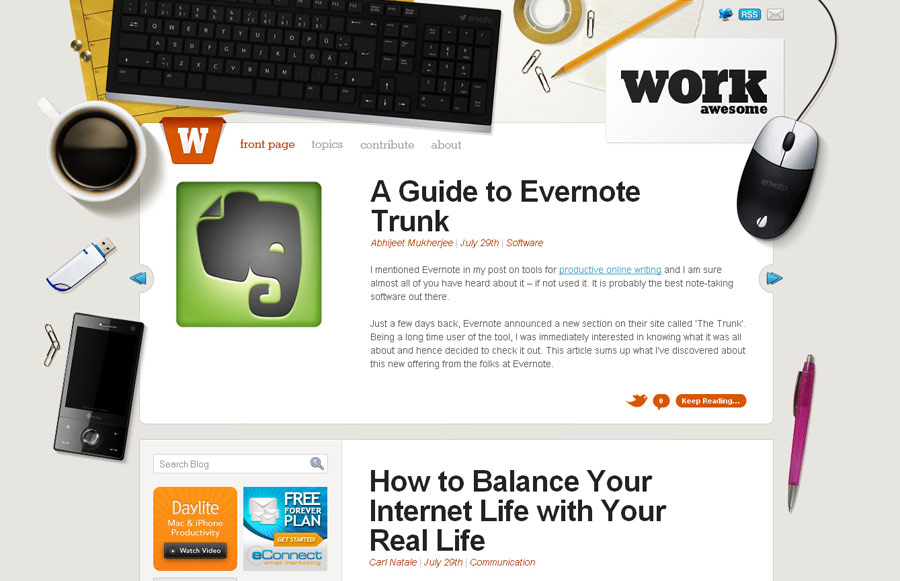 envato
RSS
work
awesome
W
front page
topics
contribute
about
envato
A Guide to Evernote
Trunk
Abhijeet Mukherjee | July 29th | Software
I mentioned Evernote in my post on tools for productive online writing and I am sure
almost all of you have heard about it – if not used it. It is probably the best note-taking
software out there.
Just a few days back, Evernote announced a new section on their site called 'The Trunk'.
Being a long time user of the tool, I was immediately interested in knowing what it was all
about and hence decided to check it out. This article sums up what I've discovered about
this new offering from the folks at Evernote.
0
Keep Reading...
Search Blog
Daylite
Mac & iPhone
Productivity
Watch Video
FREE
FOREVER
PLAN
GET STARTED!
eConnect
email marketing
How to Balance Your
Internet Life with Your
Real Life
Carl Natale | July 29th | Communication